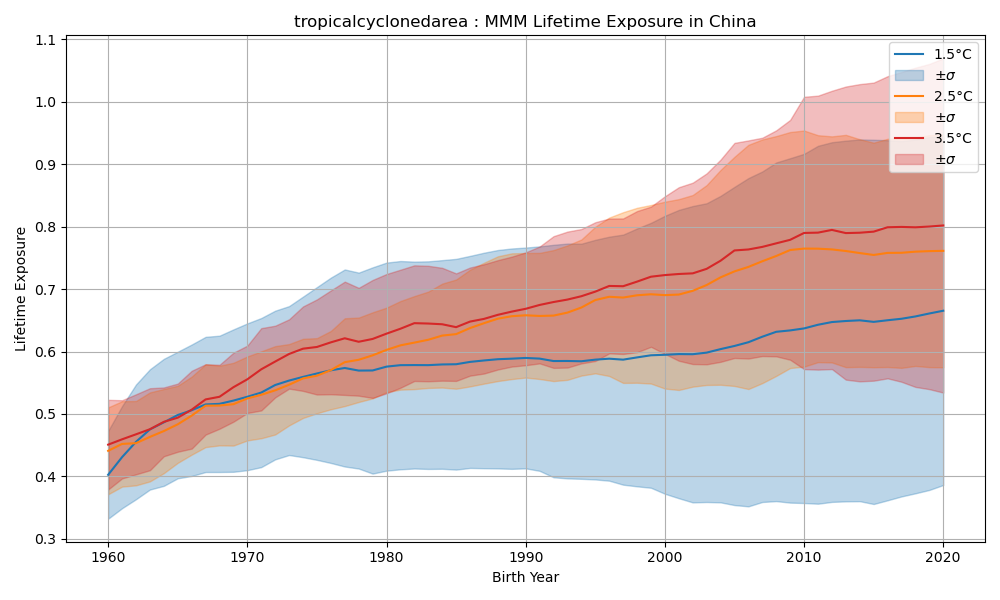 tropicalcyclonedarea : MMM Lifetime Exposure in China
1.5°C
±σ
2.5°C
±σ
3.5°C
±σ
Lifetime Exposure
1.1
1.0
0.9
0.8
0.7
0.6
0.5
0.4
0.3
1960 1970 1980 1990 2000 2010 2020
Birth Year